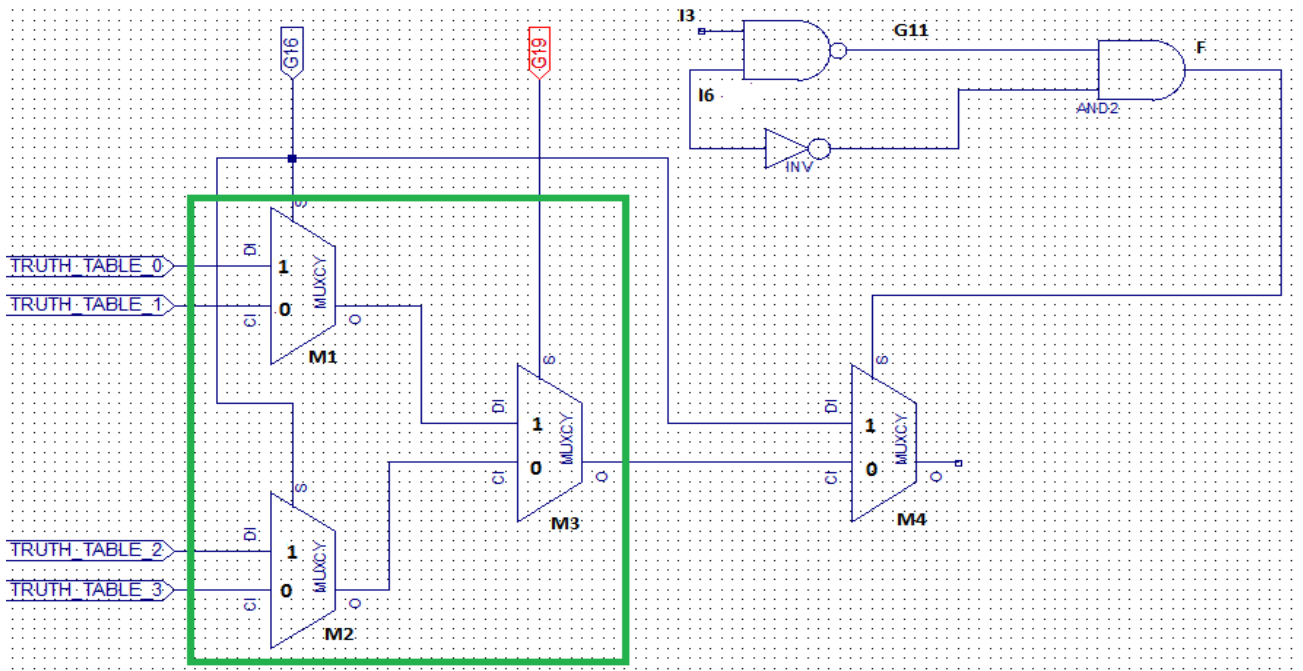 I3
G11
F
I6
AND2
INV
G16
G19
S
TRUTH_TABLE_0
DI
1
MUXCY
TRUTH_TABLE_1
0
CI
O
M1
S
DI
1
MUXCY
0
CI
O
M3
S
DI
1
MUXCY
0
CI
O
M4
S
TRUTH_TABLE_2
DI
1
MUXCY
TRUTH_TABLE_3
0
CI
O
M2